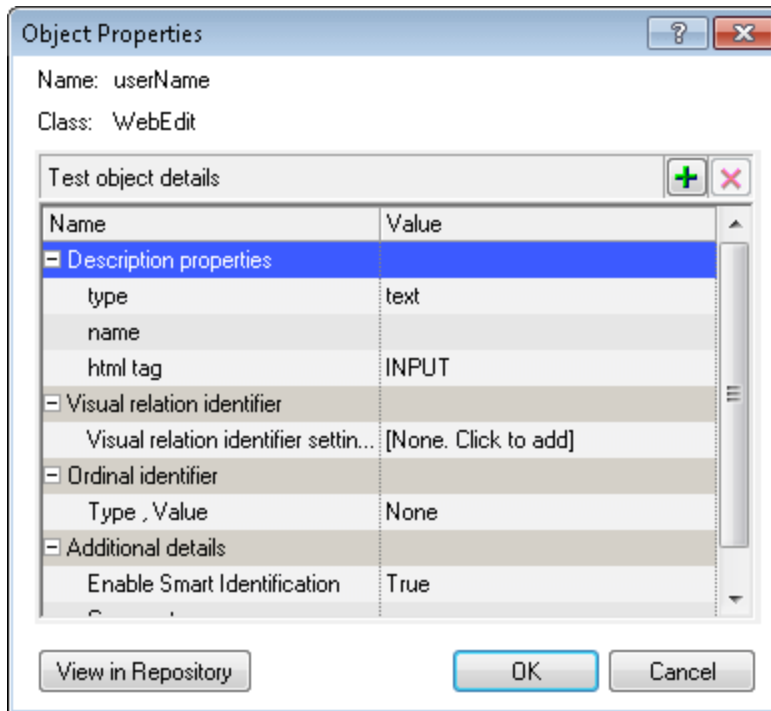 Object Properties
Name: userName
Class: WebEdit
Test object details
Name Value
Description properties
type text
name
html tag INPUT
Visual relation identifier
Visual relation identifier settin... [None. Click to add]
Ordinal identifier
Type , Value None
Additional details
Enable Smart Identification True
View in Repository OK Cancel